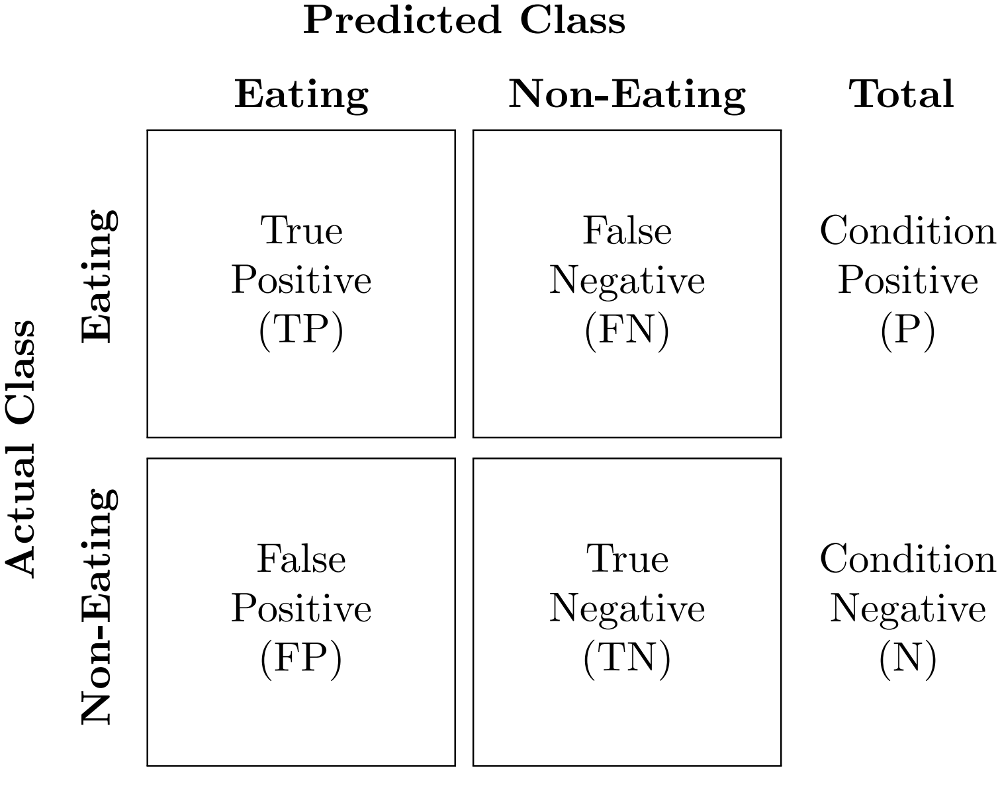 Predicted Class
Eating
Non-Eating
Total
Actual Class
Eating
True
Positive
(TP)
False
Negative
(FN)
Condition
Positive
(P)
Non-Eating
False
Positive
(FP)
True
Negative
(TN)
Condition
Negative
(N)